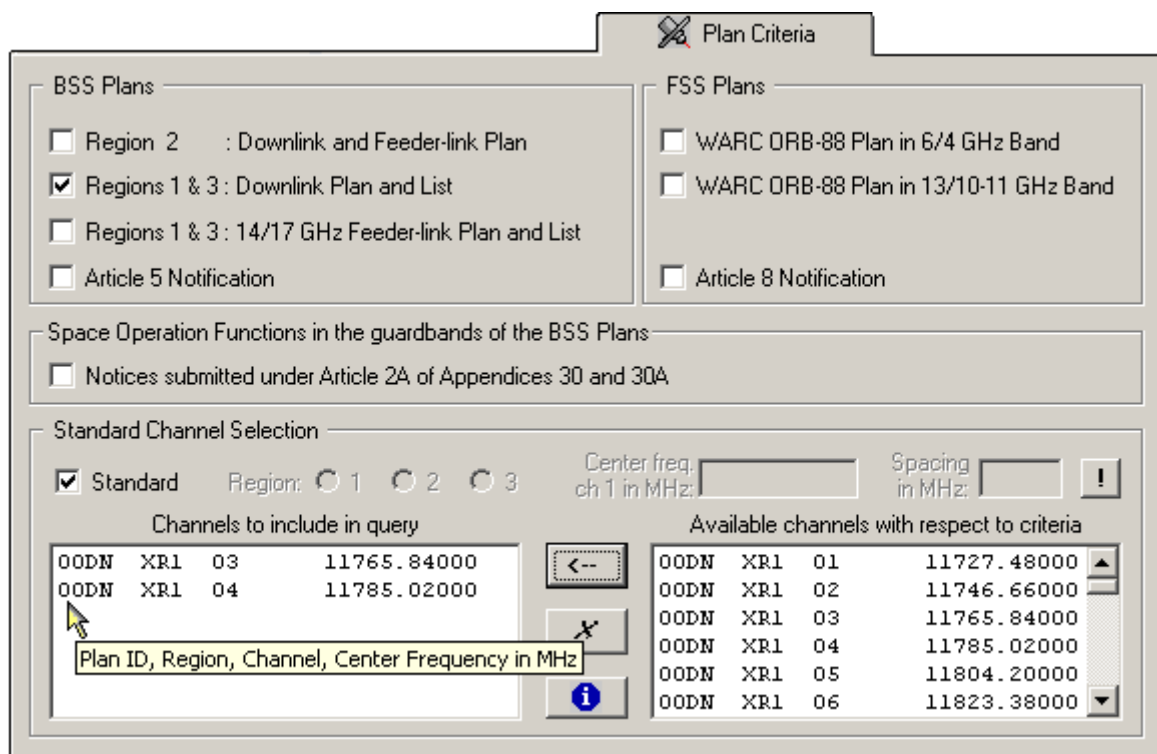 Plan Criteria
BSS Plans
Region 2 : Downlink and Feeder-link Plan
Regions 1 & 3 : Downlink Plan and List
Regions 1 & 3 : 14/17 GHz Feeder-link Plan and List
Article 5 Notification
FSS Plans
WARC ORB-88 Plan in 6/4 GHz Band
WARC ORB-88 Plan in 13/10-11 GHz Band
Article 8 Notification
Space Operation Functions in the guardbands of the BSS Plans
Notices submitted under Article 2A of Appendices 30 and 30A
Standard Channel Selection
Standard Region: 1 2 3
Center freq.
ch 1 in MHz:
Spacing
in MHz:
!
Channels to include in query
00DN XR1 03 11765.84000
00DN XR1 04 11785.02000
Plan ID, Region, Channel, Center Frequency in MHz
<--
X
i
Available channels with respect to criteria
00DN XR1 01 11727.48000
00DN XR1 02 11746.66000
00DN XR1 03 11765.84000
00DN XR1 04 11785.02000
00DN XR1 05 11804.20000
00DN XR1 06 11823.38000